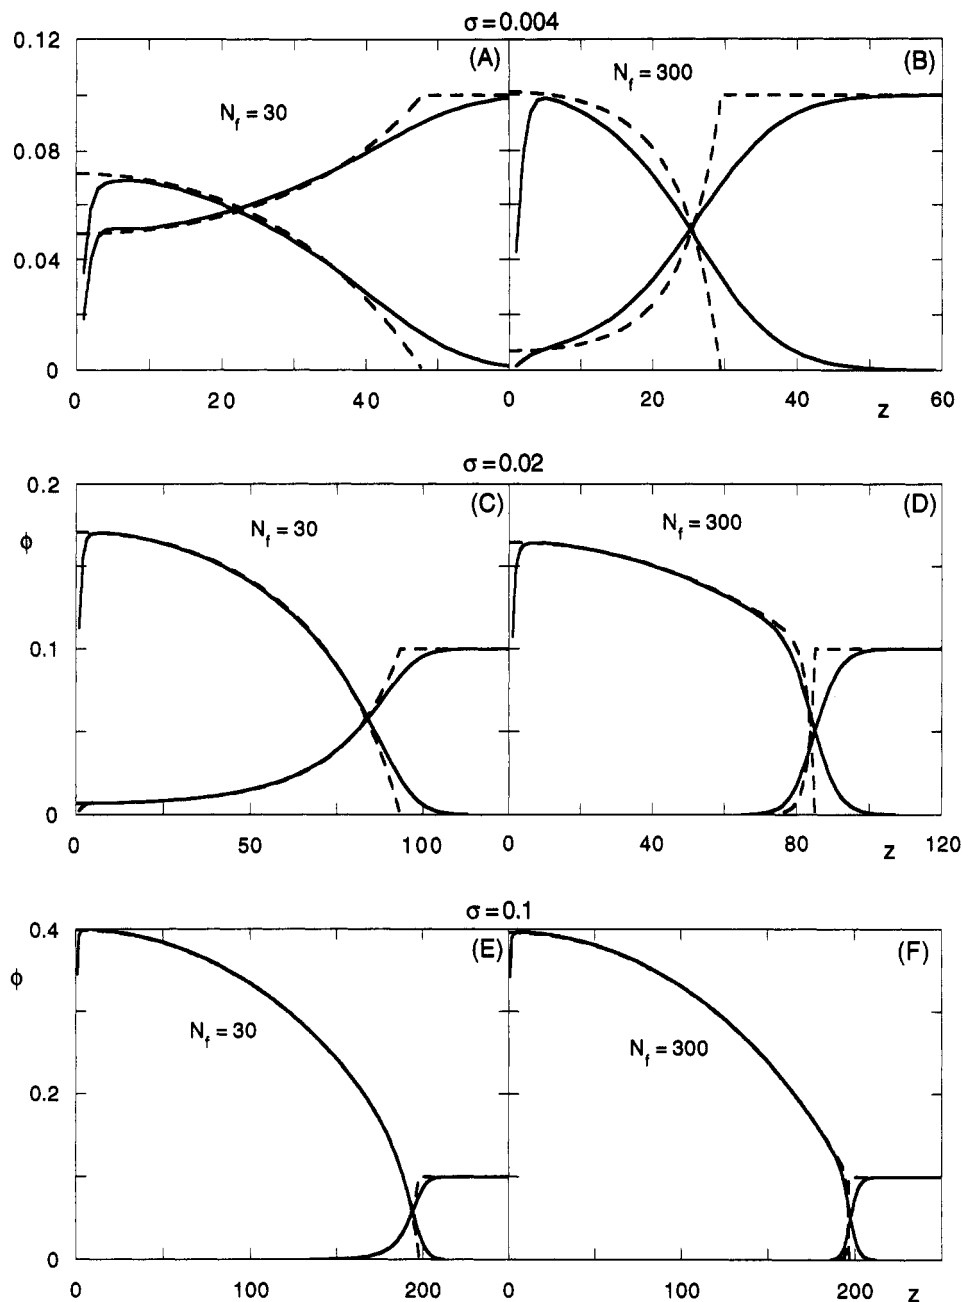 σ=0.004
0.12 (A) (B)
N_f = 30 N_f = 300
0.08
0.04
0
0 20 40 0 20 40 z 60
σ=0.02
0.2 (C) (D)
N_f = 30 N_f = 300
ϕ
0.1
0
0 50 100 0 40 80 z 120
σ=0.1
0.4 (E) (F)
ϕ
N_f = 30 N_f = 300
0.2
0
0 100 200 0 100 200 z